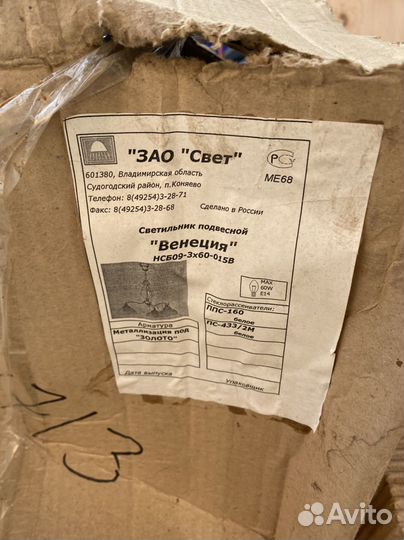 "ЗАО "Свет"
601380, Владимирская область
Судогодский район, п.Коняево
Телефон: 8(49254)3-28-71
Факс: 8(49254)3-28-68
Сделано в России
МЕ68
Светильник подвесной
"Венеция"
НСБ09-3х60-015В
MAX
60W
E14
Стеклорассеиватели:
ППС-160
белое
ПС-433/2М
белое
Арматура
Металлизация под
"ЗОЛОТО"
Дата выпуска
Упаковщик
1/3
Avito